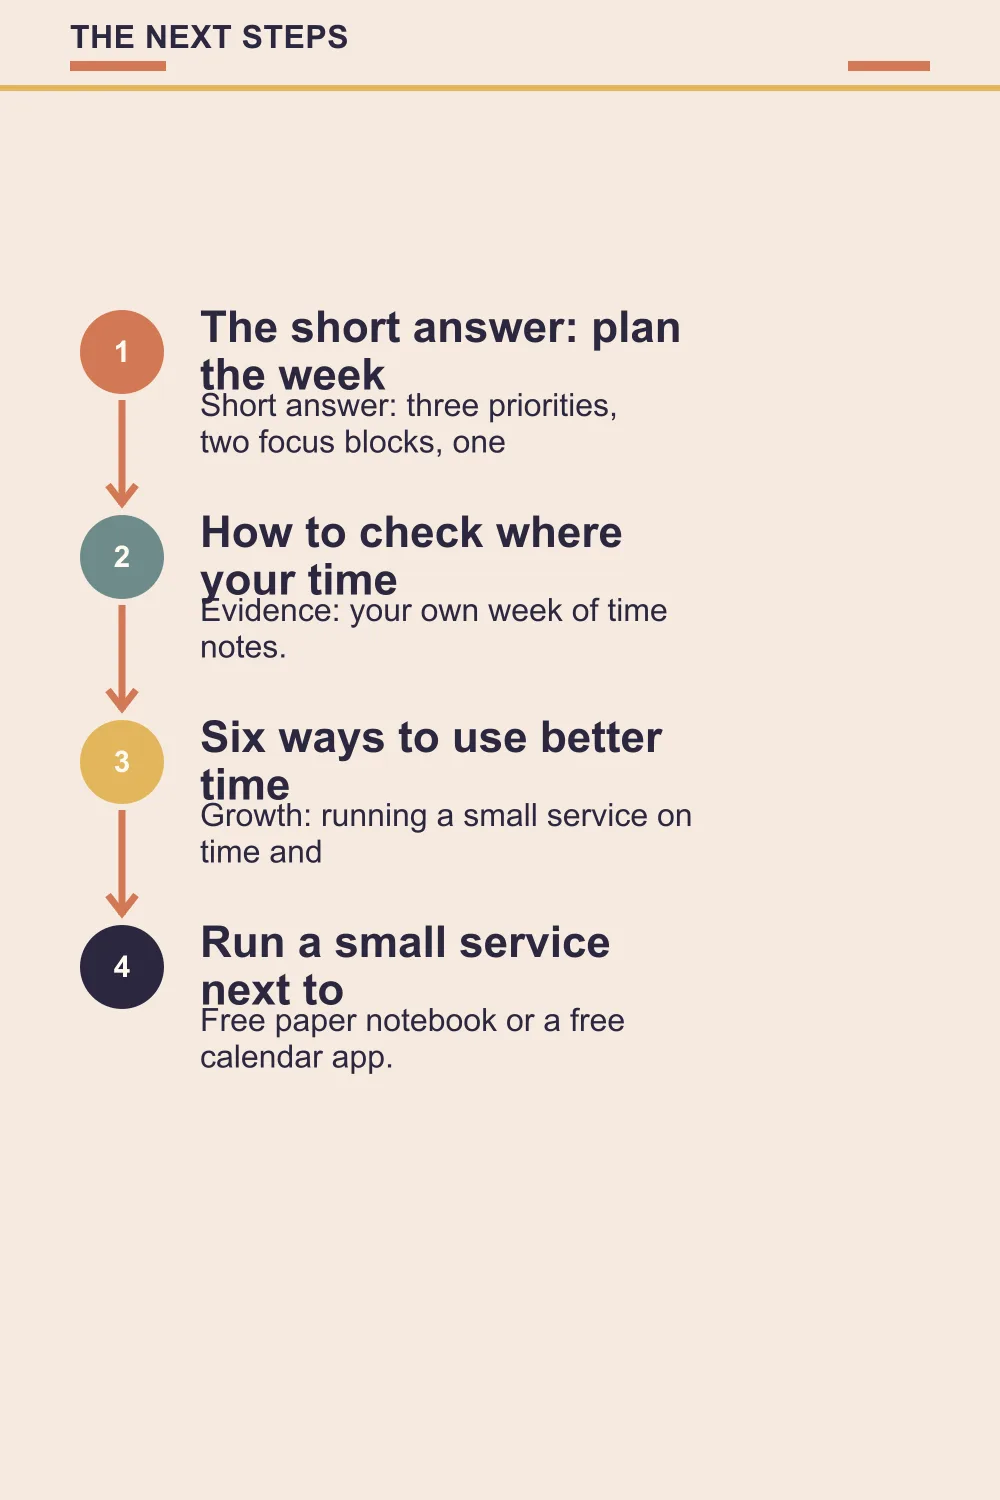 THE NEXT STEPS
1
The short answer: plan
the week
Short answer: three priorities,
two focus blocks, one
2
How to check where
your time
Evidence: your own week of time
notes.
3
Six ways to use better
time
Growth: running a small service on
time and
4
Run a small service
next to
Free paper notebook or a free
calendar app.